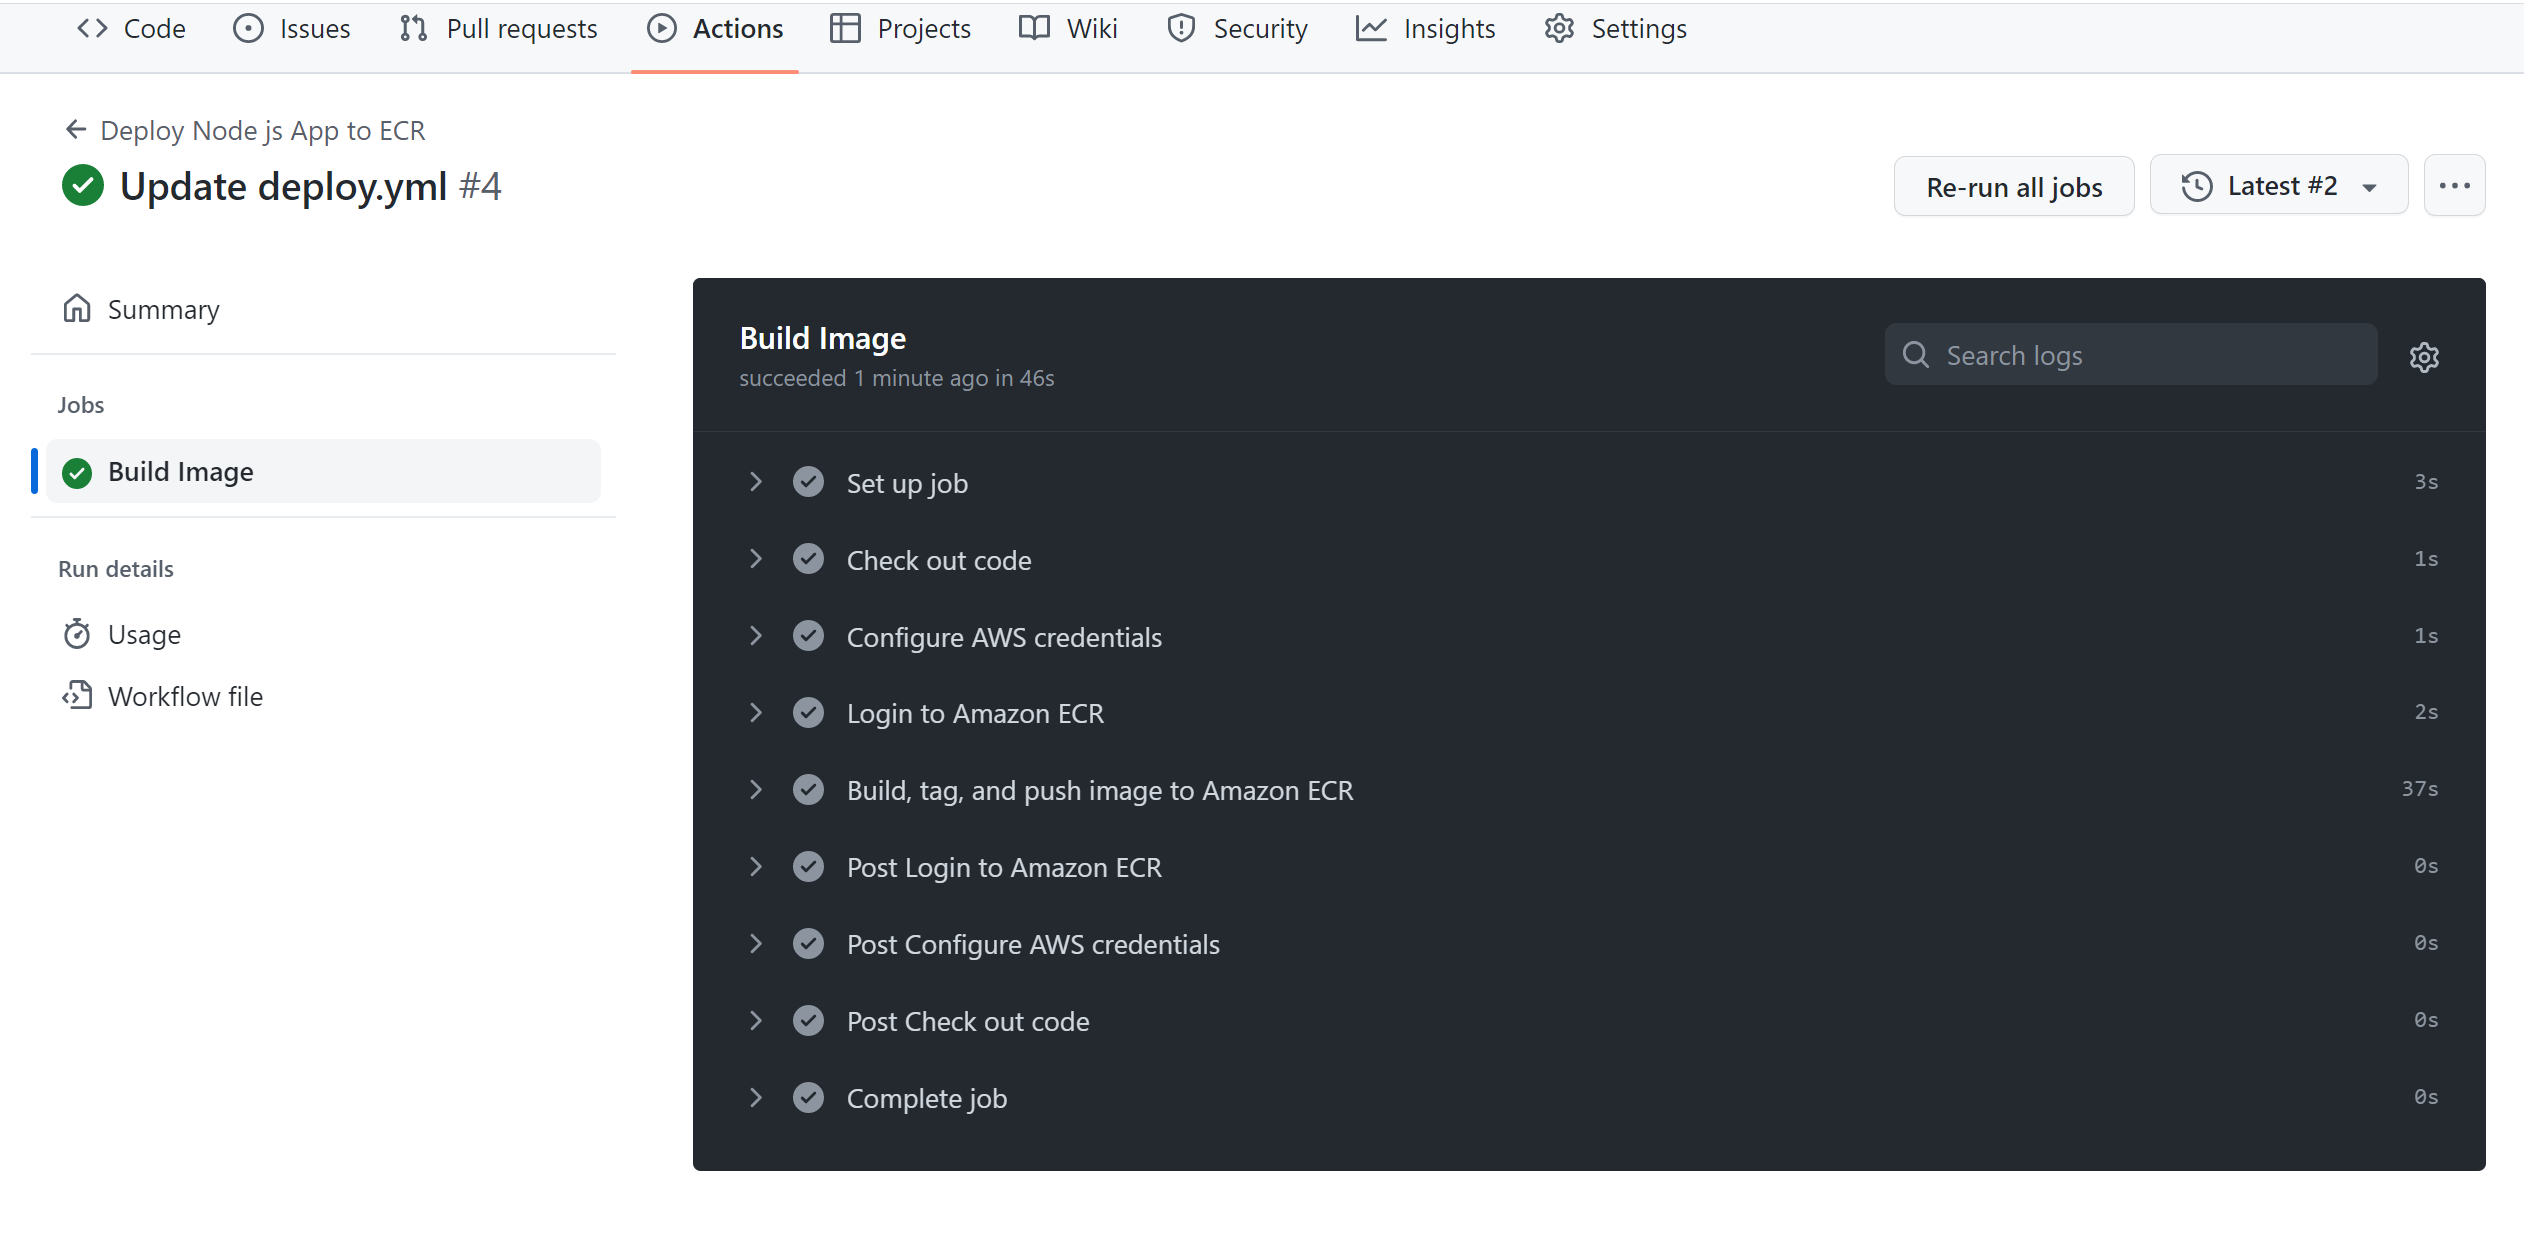 Code Issues Pull requests Actions Projects Wiki Security Insights Settings
Deploy Node js App to ECR
Update deploy.yml #4
Re-run all jobs
Latest #2
Summary
Jobs
Build Image
Run details
Usage
Workflow file
Build Image
succeeded 1 minute ago in 46s
Search logs
Set up job 3s
Check out code 1s
Configure AWS credentials 1s
Login to Amazon ECR 2s
Build, tag, and push image to Amazon ECR 37s
Post Login to Amazon ECR 0s
Post Configure AWS credentials 0s
Post Check out code 0s
Complete job 0s